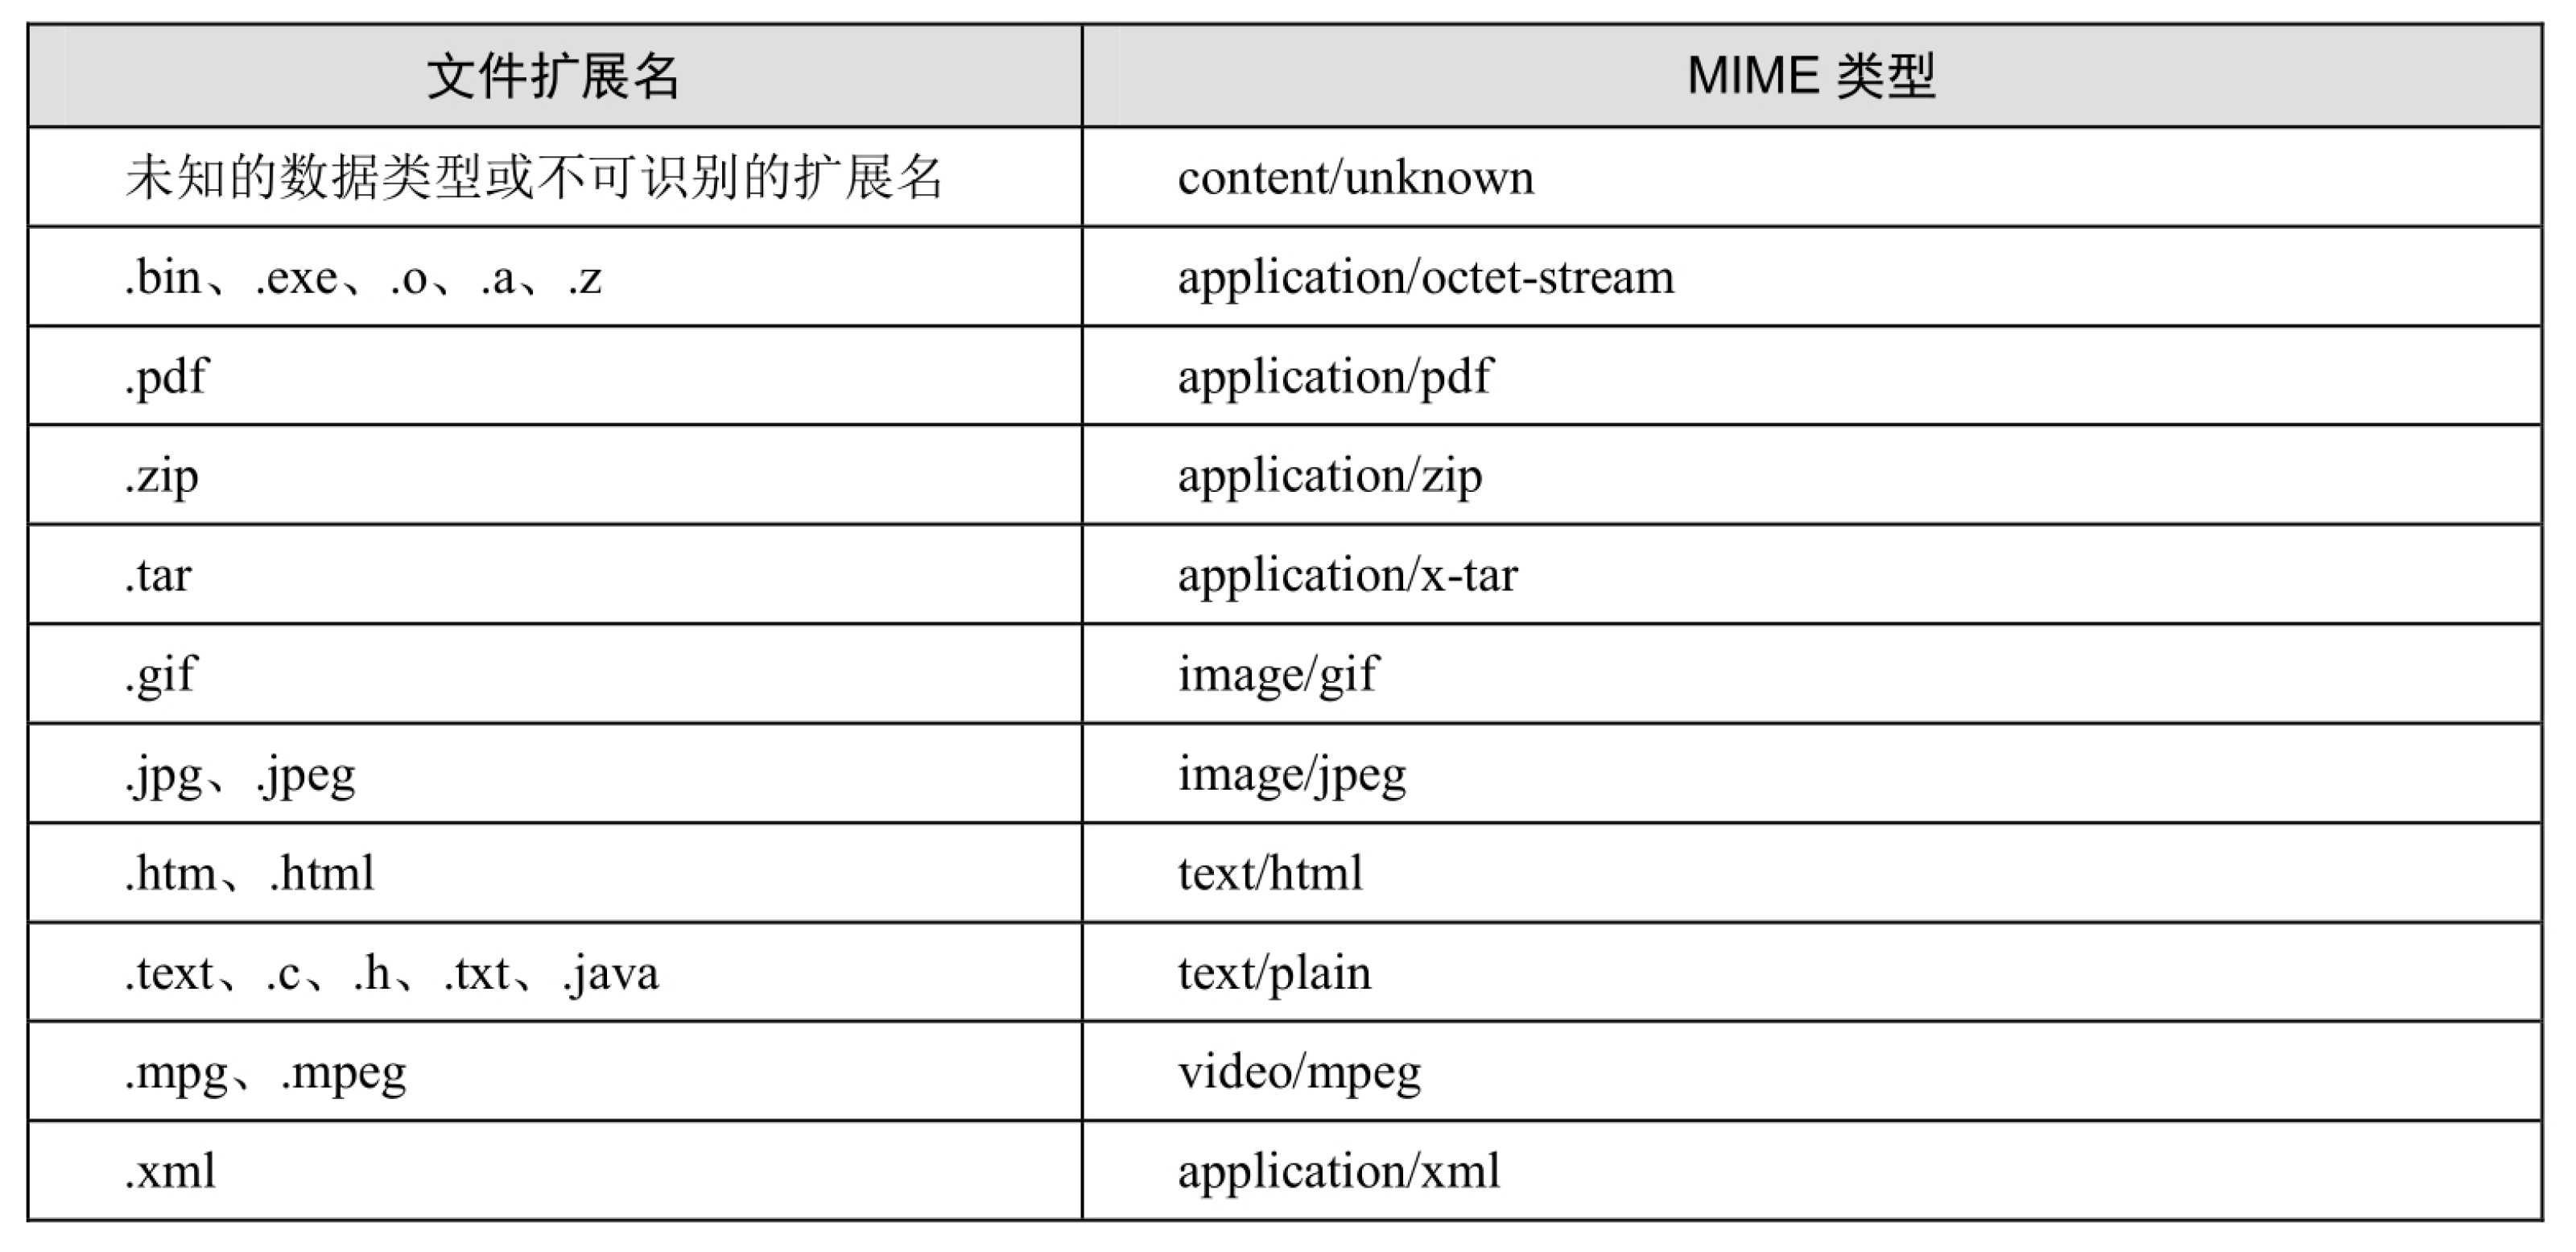 文件扩展名 MIME 类型
未知的数据类型或不可识别的扩展名 content/unknown
.bin、.exe、.o、.a、.z application/octet-stream
.pdf application/pdf
.zip application/zip
.tar application/x-tar
.gif image/gif
.jpg、.jpeg image/jpeg
.htm、.html text/html
.text、.c、.h、.txt、.java text/plain
.mpg、.mpeg video/mpeg
.xml application/xml